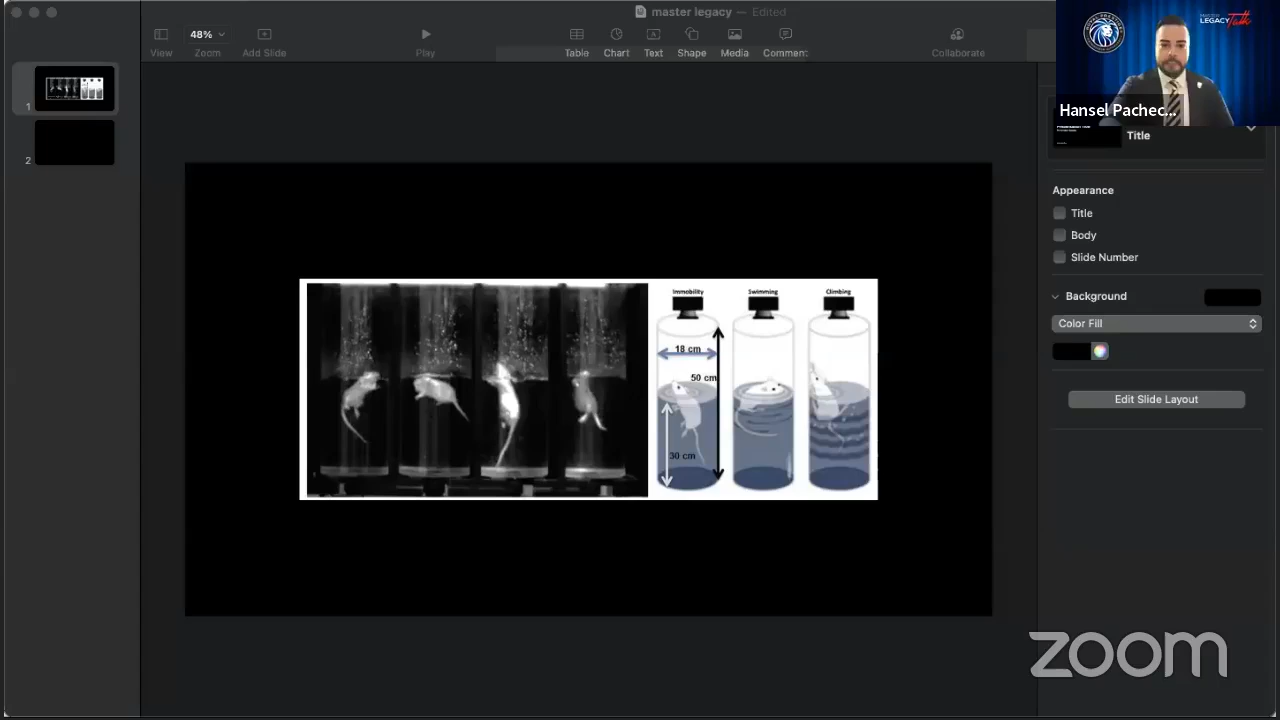 master legacy — Edited
48%
View
Zoom
Add Slide
Play
Table
Chart
Text
Shape
Media
Comment
Collaborate
LEGACY Talk
Hansel Pachec...
Title
1
2
Appearance
Title
Body
Slide Number
Background
Color Fill
Edit Slide Layout
Immobility
Swimming
Climbing
18 cm
50 cm
30 cm
zoom